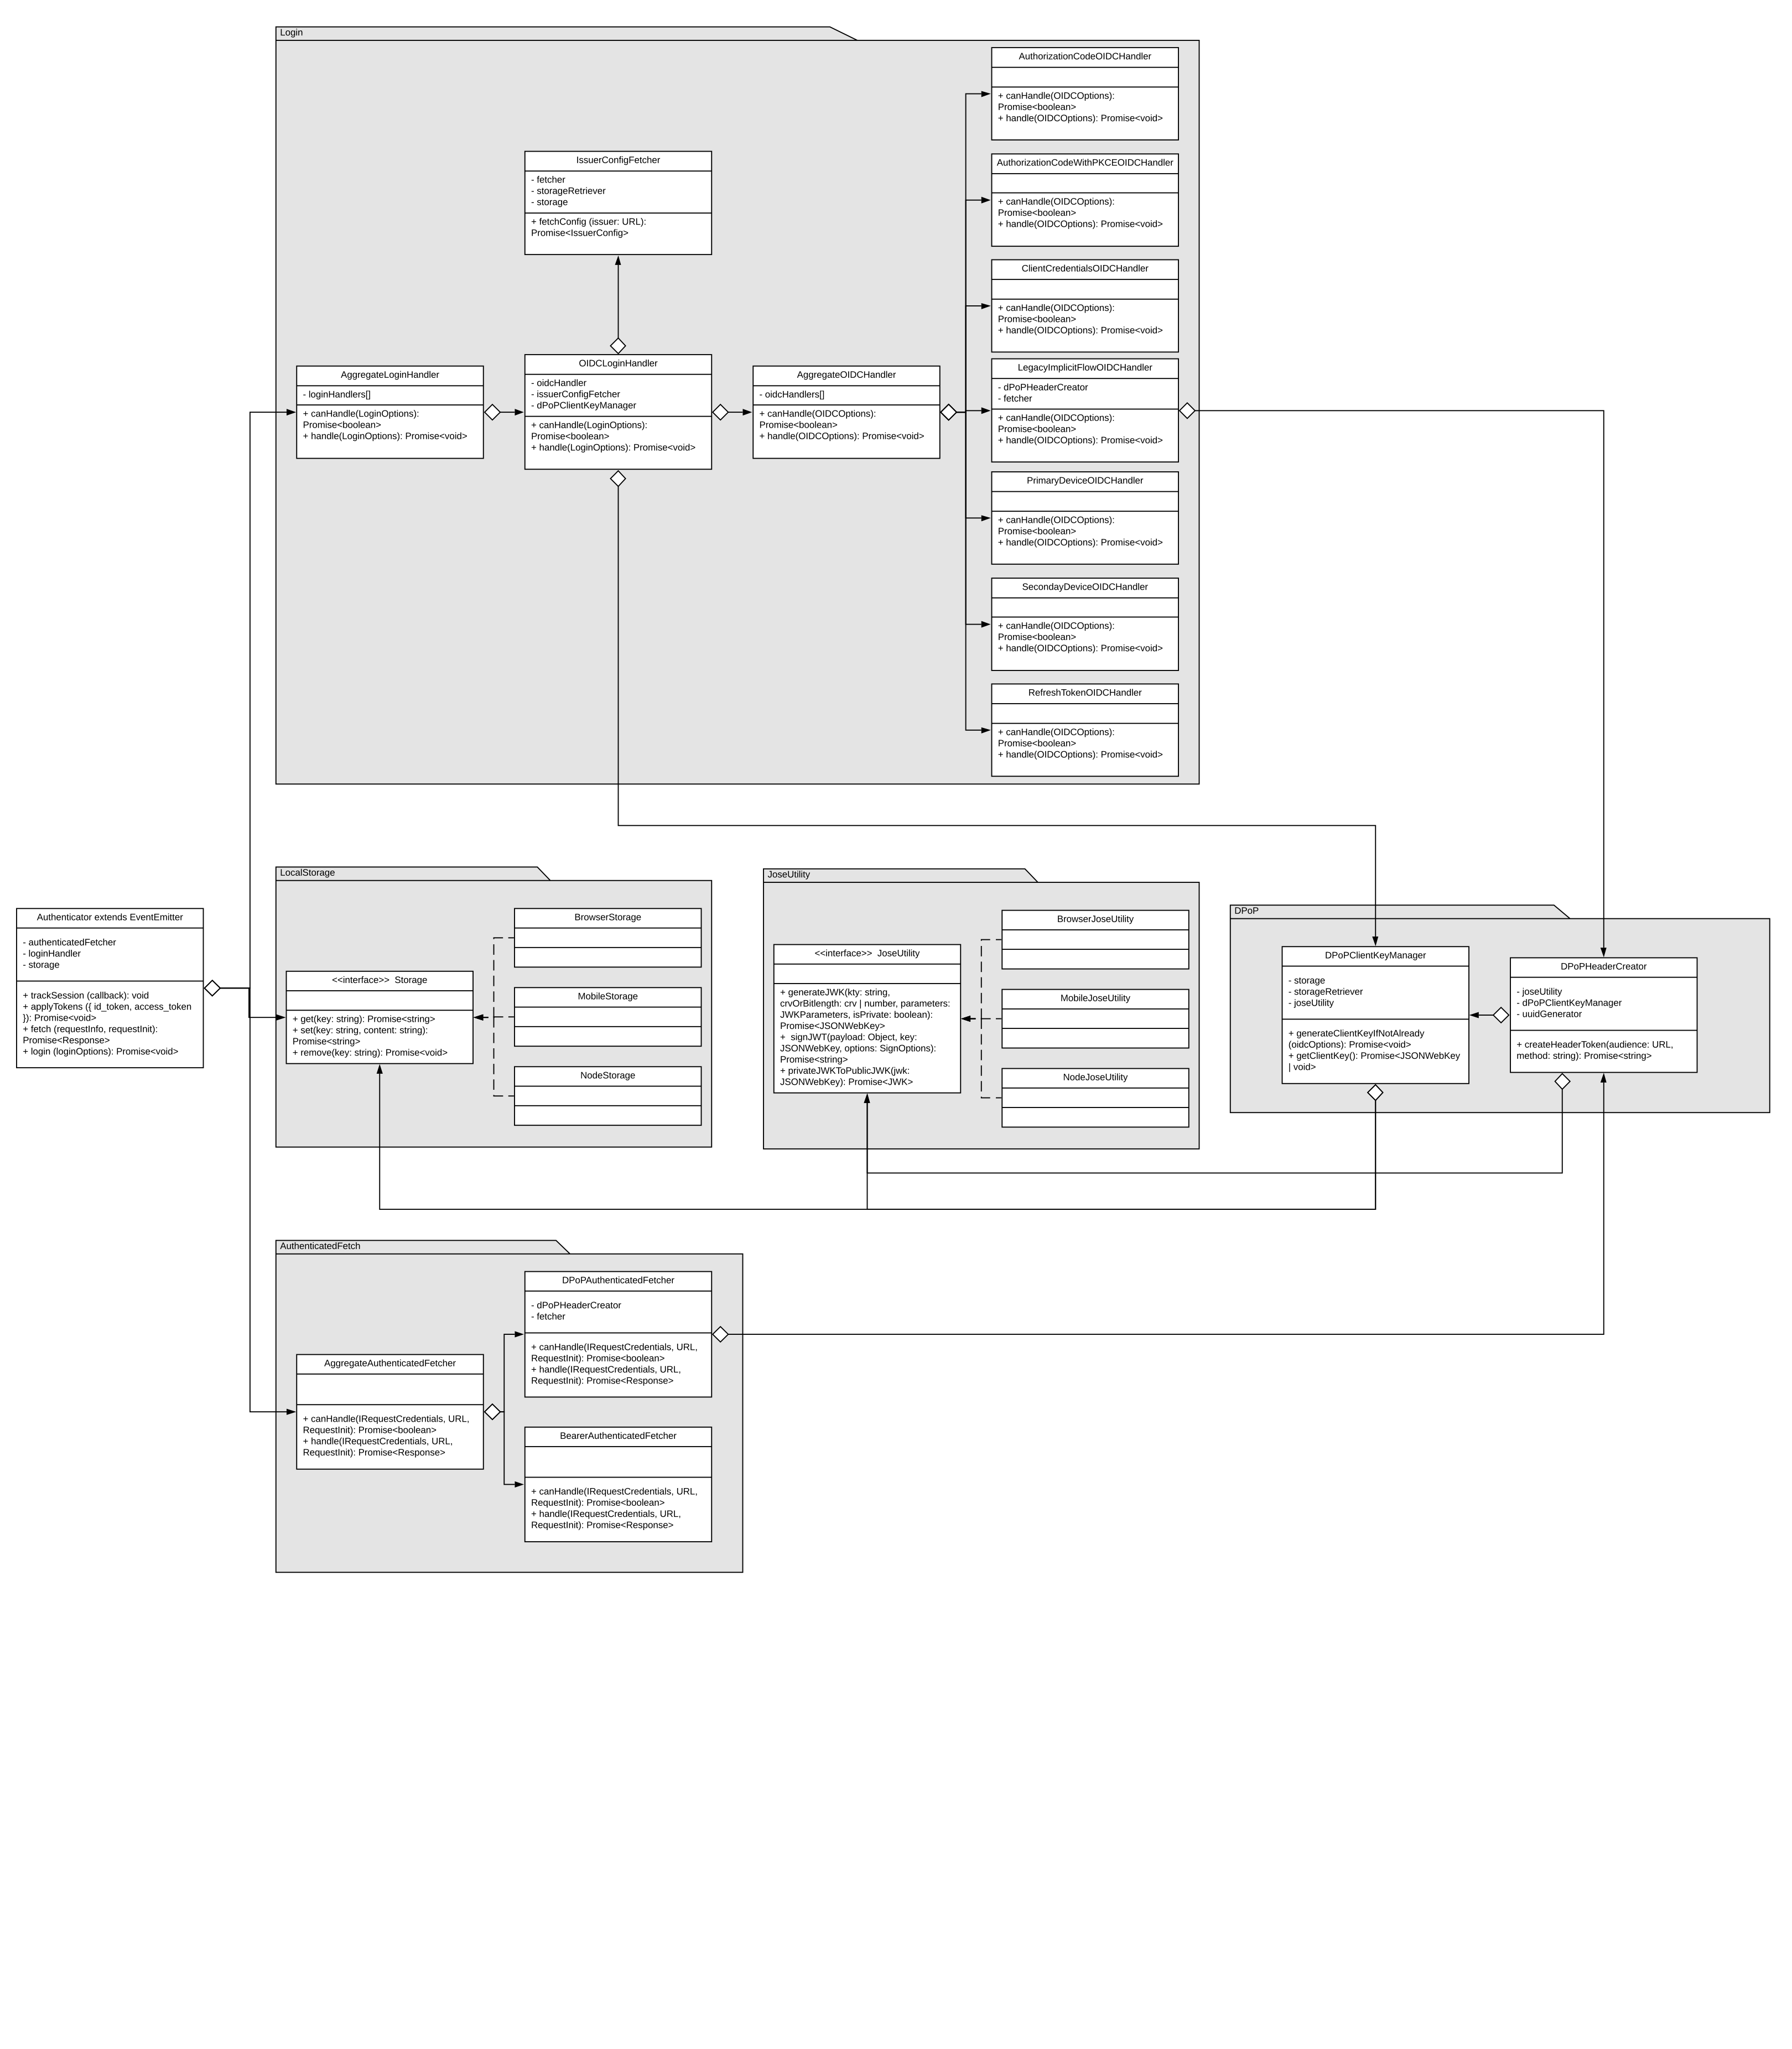 Login
AuthorizationCodeOIDCHandler
+ canHandle(OIDCOptions):
Promise<boolean>
+ handle(OIDCOptions): Promise<void>
AuthorizationCodeWithPKCEOIDCHandler
+ canHandle(OIDCOptions):
Promise<boolean>
+ handle(OIDCOptions): Promise<void>
IssuerConfigFetcher
- fetcher
- storageRetriever
- storage
+ fetchConfig (issuer: URL):
Promise<IssuerConfig>
ClientCredentialsOIDCHandler
+ canHandle(OIDCOptions):
Promise<boolean>
+ handle(OIDCOptions): Promise<void>
AggregateLoginHandler
- loginHandlers[]
+ canHandle(LoginOptions):
Promise<boolean>
+ handle(LoginOptions): Promise<void>
OIDCLoginHandler
- oidcHandler
- issuerConfigFetcher
- dPoPClientKeyManager
+ canHandle(LoginOptions):
Promise<boolean>
+ handle(LoginOptions): Promise<void>
AggregateOIDCHandler
- oidcHandlers[]
+ canHandle(OIDCOptions):
Promise<boolean>
+ handle(OIDCOptions): Promise<void>
LegacyImplicitFlowOIDCHandler
- dPoPHeaderCreator
- fetcher
+ canHandle(OIDCOptions):
Promise<boolean>
+ handle(OIDCOptions): Promise<void>
PrimaryDeviceOIDCHandler
+ canHandle(OIDCOptions):
Promise<boolean>
+ handle(OIDCOptions): Promise<void>
SecondayDeviceOIDCHandler
+ canHandle(OIDCOptions):
Promise<boolean>
+ handle(OIDCOptions): Promise<void>
RefreshTokenOIDCHandler
+ canHandle(OIDCOptions):
Promise<boolean>
+ handle(OIDCOptions): Promise<void>
Authenticator extends EventEmitter
- authenticatedFetcher
- loginHandler
- storage
+ trackSession (callback): void
+ applyTokens ({ id_token, access_token
}): Promise<void>
+ fetch (requestInfo, requestInit):
Promise<Response>
+ login (loginOptions): Promise<void>
LocalStorage
<<interface>> Storage
+ get(key: string): Promise<string>
+ set(key: string, content: string):
Promise<string>
+ remove(key: string): Promise<void>
BrowserStorage
MobileStorage
NodeStorage
JoseUtility
<<interface>> JoseUtility
+ generateJWK(kty: string,
crvOrBitlength: crv | number, parameters:
JWKParameters, isPrivate: boolean):
Promise<JSONWebKey>
+ signJWT(payload: Object, key:
JSONWebKey, options: SignOptions):
Promise<string>
+ privateJWKToPublicJWK(jwk:
JSONWebKey): Promise<JWK>
BrowserJoseUtility
MobileJoseUtility
NodeJoseUtility
DPoP
DPoPClientKeyManager
- storage
- storageRetriever
- joseUtility
+ generateClientKeyIfNotAlready
(oidcOptions): Promise<void>
+ getClientKey(): Promise<JSONWebKey
| void>
DPoPHeaderCreator
- joseUtility
- dPoPClientKeyManager
- uuidGenerator
+ createHeaderToken(audience: URL,
method: string): Promise<string>
AuthenticatedFetch
AggregateAuthenticatedFetcher
+ canHandle(IRequestCredentials, URL,
RequestInit): Promise<boolean>
+ handle(IRequestCredentials, URL,
RequestInit): Promise<Response>
DPoPAuthenticatedFetcher
- dPoPHeaderCreator
- fetcher
+ canHandle(IRequestCredentials, URL,
RequestInit): Promise<boolean>
+ handle(IRequestCredentials, URL,
RequestInit): Promise<Response>
BearerAuthenticatedFetcher
+ canHandle(IRequestCredentials, URL,
RequestInit): Promise<boolean>
+ handle(IRequestCredentials, URL,
RequestInit): Promise<Response>